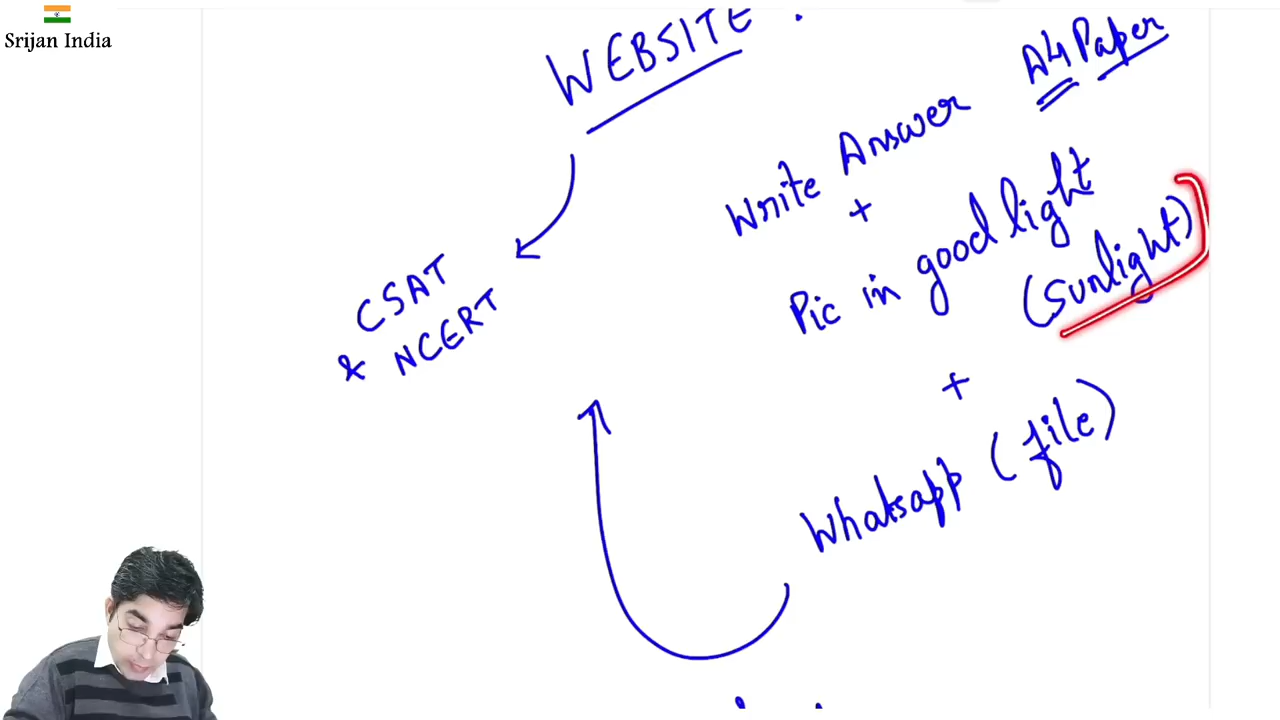 Srijan India
WEBSITE :
A4 Paper
Write Answer
+
Pic in good light
(sunlight)
+
Whatsapp (file)
CSAT
& NCERT